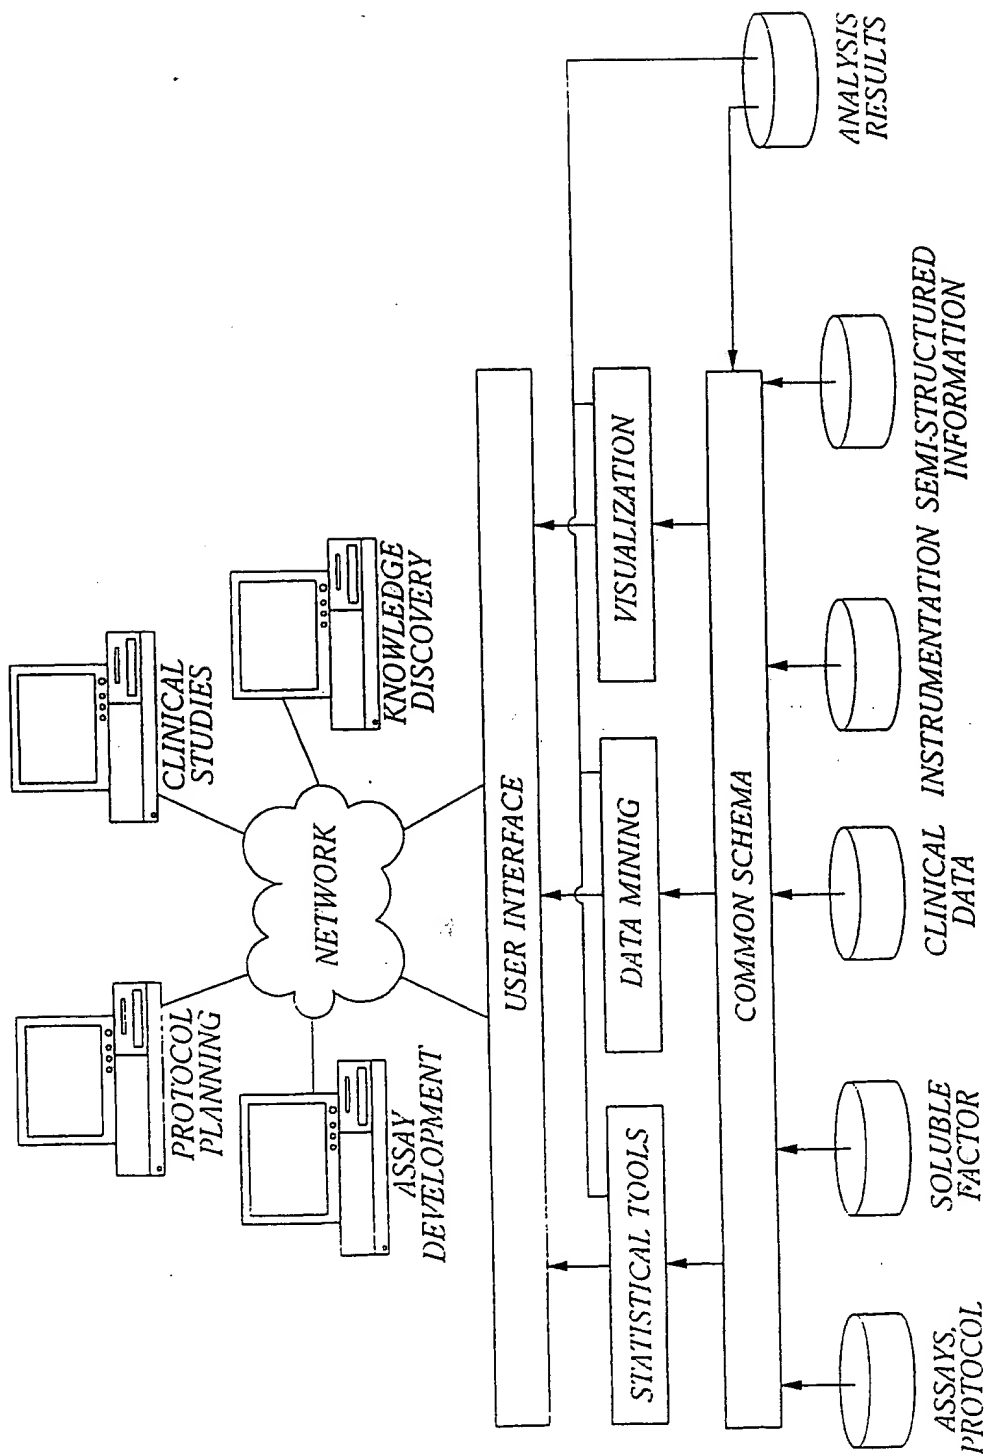 PROTOCOL
PLANNING
CLINICAL
STUDIES
ASSAY
DEVELOPMENT
NETWORK
KNOWLEDGE
DISCOVERY
USER INTERFACE
STATISTICAL TOOLS
DATA MINING
VISUALIZATION
COMMON SCHEMA
ASSAYS,
PROTOCOL
SOLUBLE
FACTOR
CLINICAL
DATA
INSTRUMENTATION
SEMI-STRUCTURED
INFORMATION
ANALYSIS
RESULTS